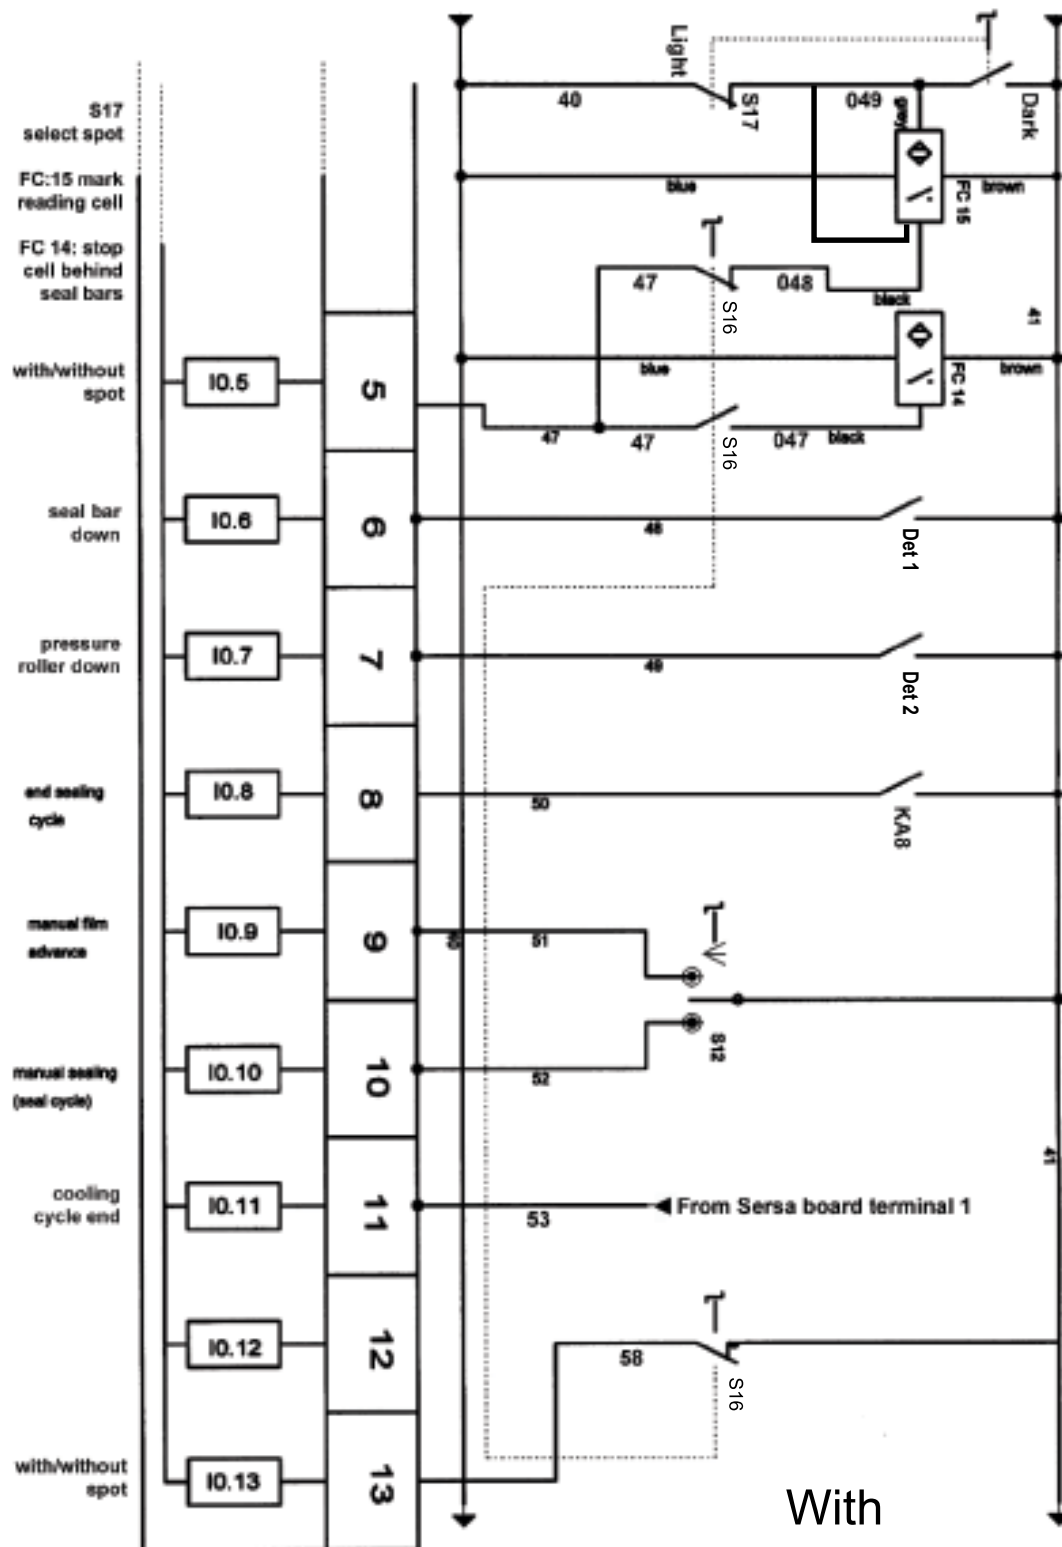 S17
select spot
FC:15 mark
reading cell
FC 14: stop
cell behind
seal bars
with/without
spot
seal bar
down
pressure
roller down
end sealing
cycle
manual film
advance
manual sealing
(seal cycle)
cooling
cycle end
with/without
spot
I0.5
I0.6
I0.7
I0.8
I0.9
I0.10
I0.11
I0.12
I0.13
5
6
7
8
9
10
11
12
13
Light
40
S17
049
grey
Dark
blue
FC 15
brown
47
048
black
S16
41
blue
FC 14
brown
47
47
S16
047
black
48
Det 1
49
Det 2
50
KA8
51
52
S12
41
53
From Sersa board terminal 1
58
S16
With